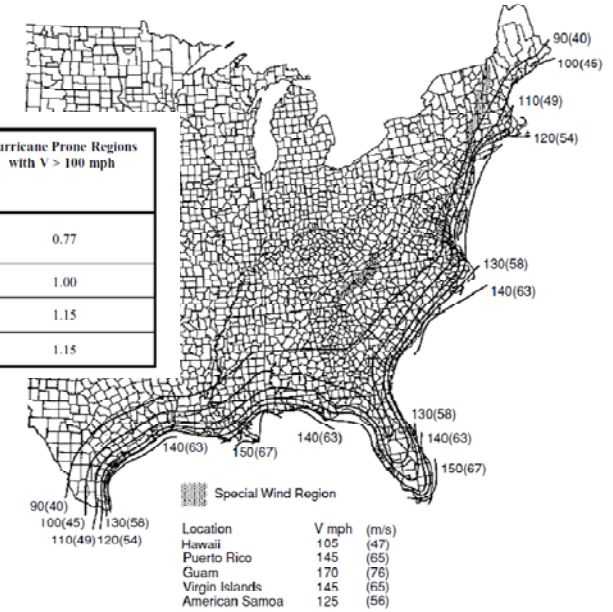 90(40)
100(45)
110(49)
120(54)
urricane Prone Regions
with V > 100 mph
0.77
1.00
1.15
1.15
130(58)
140(63)
130(58)
140(63)
150(67)
140(63)
150(67)
140(63)
90(40)
100(45) 130(58)
110(49) 120(54)
Special Wind Region
Location V mph (m/s)
Hawaii 105 (47)
Puerto Rico 145 (65)
Guam 170 (76)
Virgin Islands 145 (65)
American Samoa 125 (56)